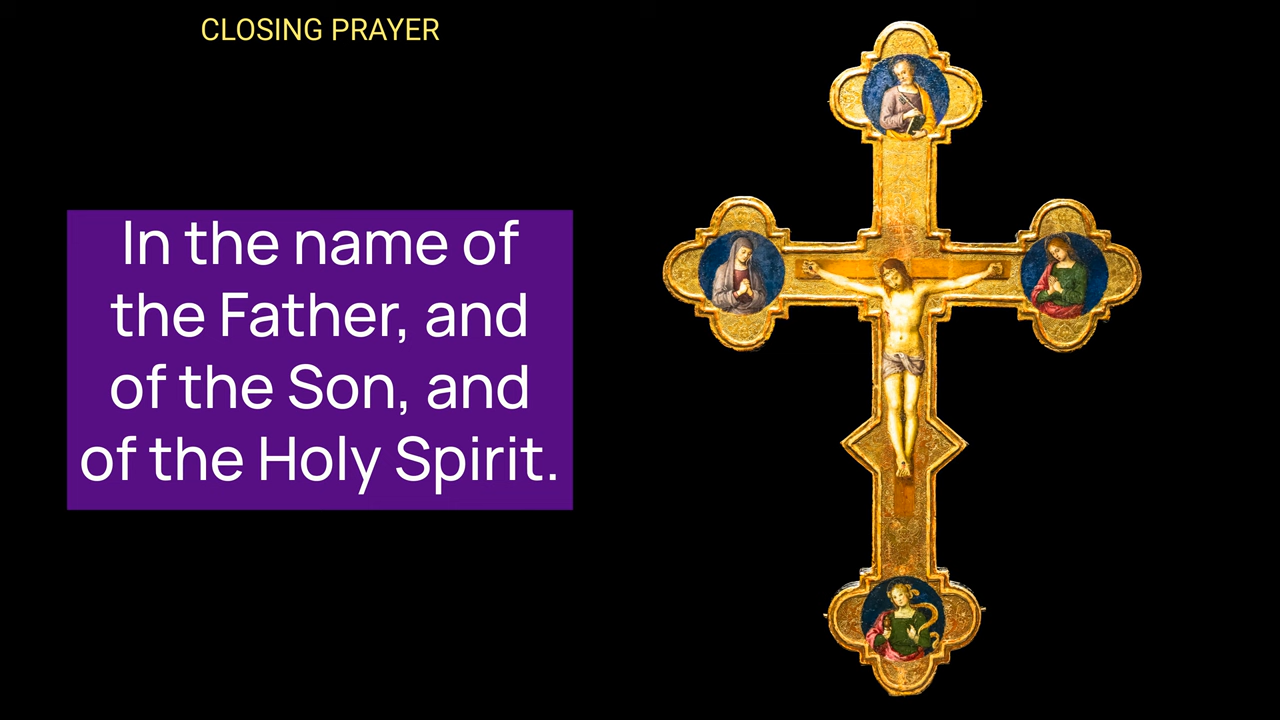 CLOSING PRAYER
In the name of
the Father, and
of the Son, and
of the Holy Spirit.